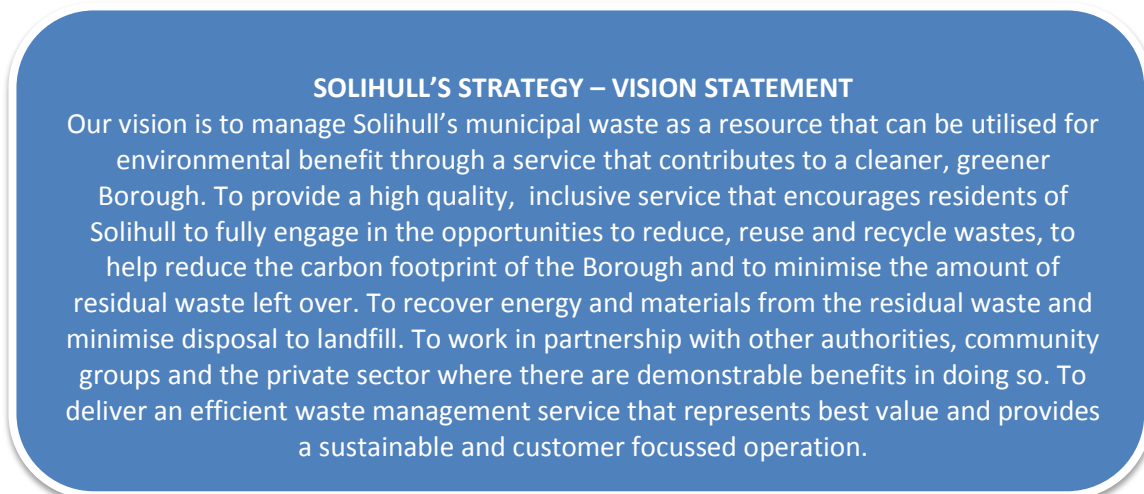 SOLIHULL’S STRATEGY – VISION STATEMENT
Our vision is to manage Solihull’s municipal waste as a resource that can be utilised for
environmental benefit through a service that contributes to a cleaner, greener
Borough. To provide a high quality,  inclusive service that encourages residents of
Solihull to fully engage in the opportunities to reduce, reuse and recycle wastes, to
help reduce the carbon footprint of the Borough and to minimise the amount of
residual waste left over. To recover energy and materials from the residual waste and
minimise disposal to landfill. To work in partnership with other authorities, community
groups and the private sector where there are demonstrable benefits in doing so. To
deliver an efficient waste management service that represents best value and provides
a sustainable and customer focussed operation.